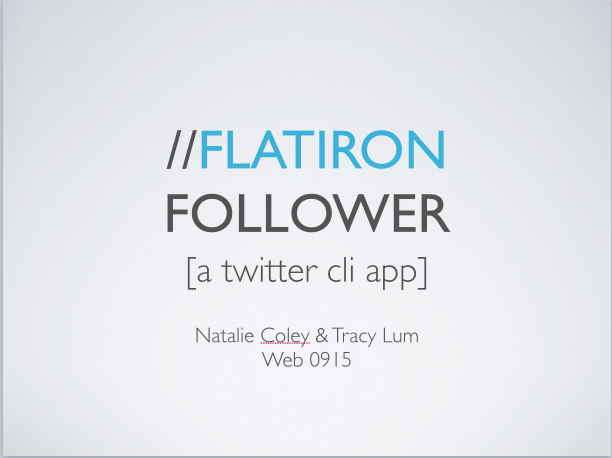 //FLATIRON
FOLLOWER
[a twitter cli app]
Natalie Coley & Tracy Lum
Web 0915